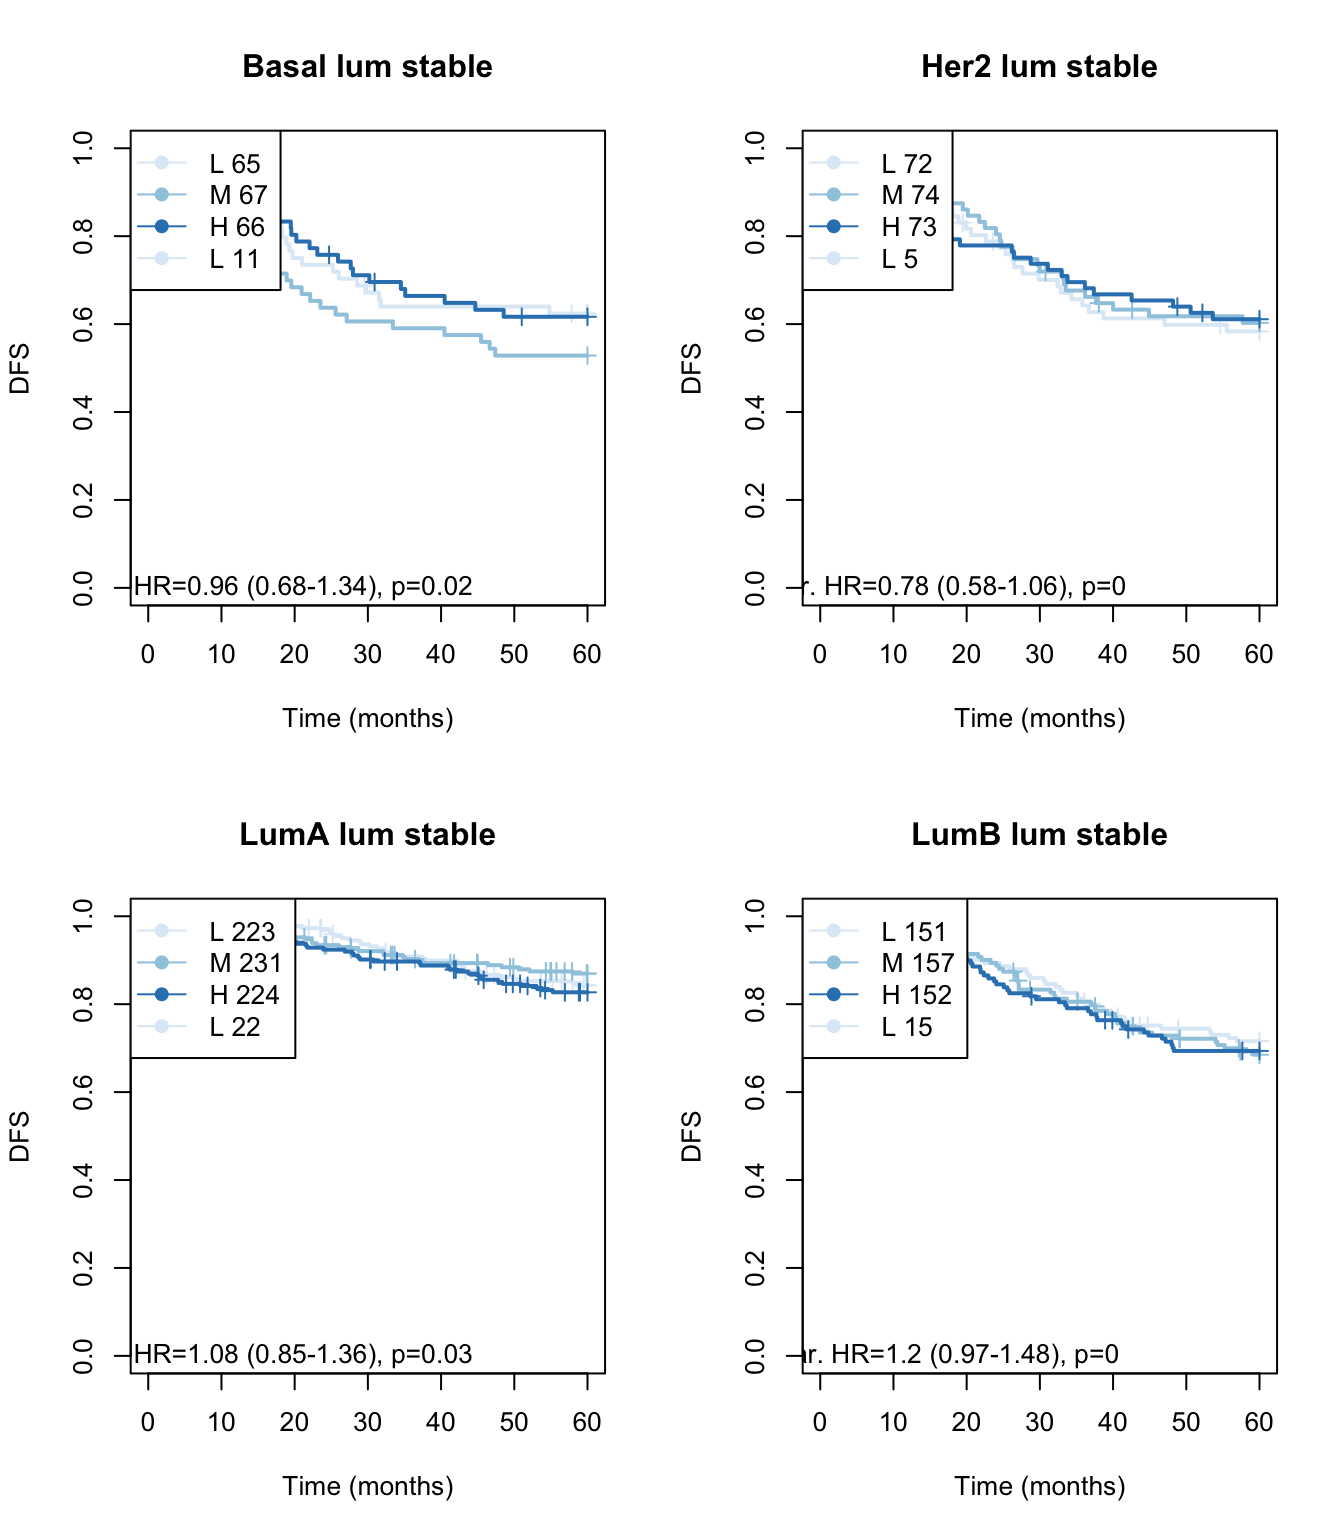 Basal lum stable
1.0
0.8
0.6
0.4
0.2
0.0
DFS
L 65
M 67
H 66
L 11
HR=0.96 (0.68-1.34), p=0.02
0 10 20 30 40 50 60
Time (months)
Her2 lum stable
1.0
0.8
0.6
0.4
0.2
0.0
DFS
L 72
M 74
H 73
L 5
r. HR=0.78 (0.58-1.06), p=0
0 10 20 30 40 50 60
Time (months)
LumA lum stable
1.0
0.8
0.6
0.4
0.2
0.0
DFS
L 223
M 231
H 224
L 22
HR=1.08 (0.85-1.36), p=0.03
0 10 20 30 40 50 60
Time (months)
LumB lum stable
1.0
0.8
0.6
0.4
0.2
0.0
DFS
L 151
M 157
H 152
L 15
r. HR=1.2 (0.97-1.48), p=0
0 10 20 30 40 50 60
Time (months)